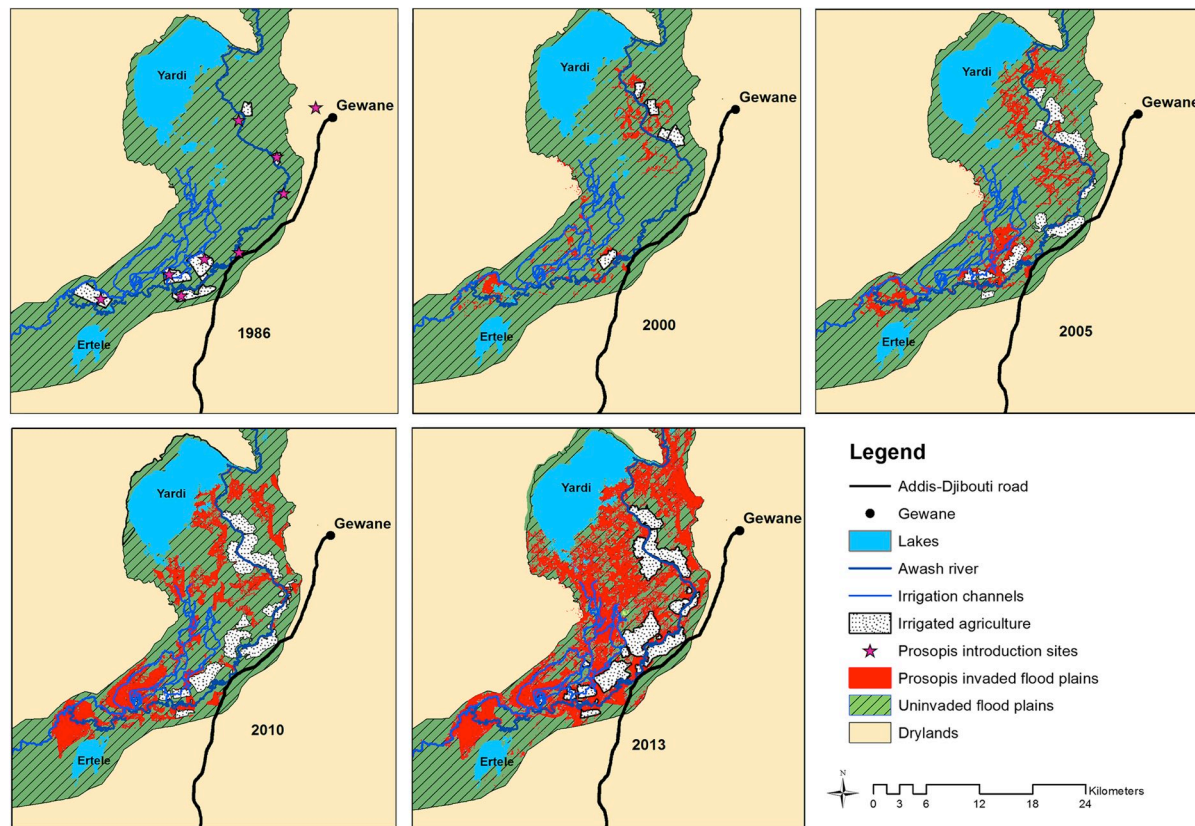 Yardi
Gewane
Ertele
1986
Yardi
Gewane
Ertele
2000
Yardi
Gewane
Ertele
2005
Yardi
Gewane
Ertele
2010
Yardi
Gewane
Ertele
2013
Legend
Addis-Djibouti road
Gewane
Lakes
Awash river
Irrigation channels
Irrigated agriculture
Prosopis introduction sites
Prosopis invaded flood plains
Uninvaded flood plains
Drylands
N
Kilometers
0 3 6 12 18 24